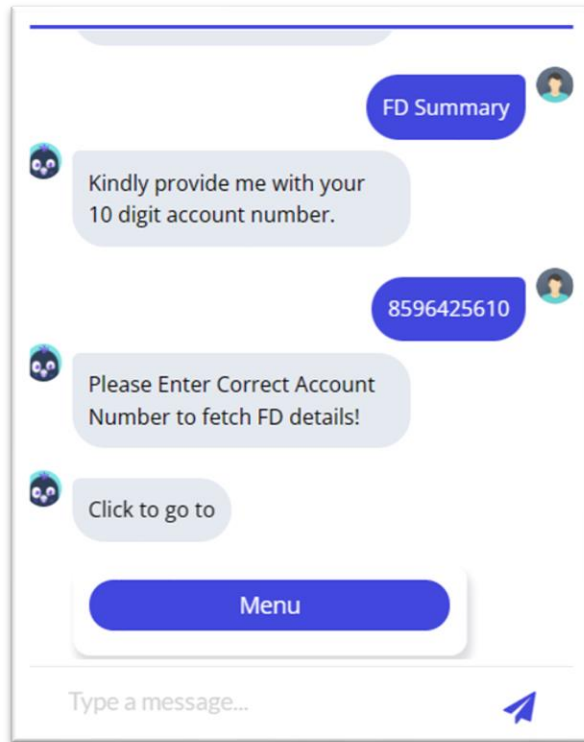 FD Summary
Kindly provide me with your
10 digit account number.
8596425610
Please Enter Correct Account
Number to fetch FD details!
Click to go to
Menu
Type a message...